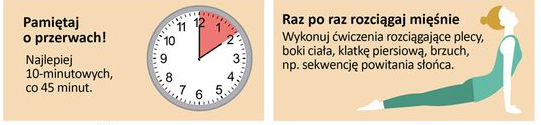 Pamiętaj
o przerwach!
Najlepiej
10-minutowych,
co 45 minut.
12
1
2
3
4
5
6
7
8
9
10
11
Raz po raz rozciągaj mięśnie
Wykonuj ćwiczenia rozciągające plecy,
boki ciała, klatkę piersiową, brzuch,
np. sekwencję powitania słońca.